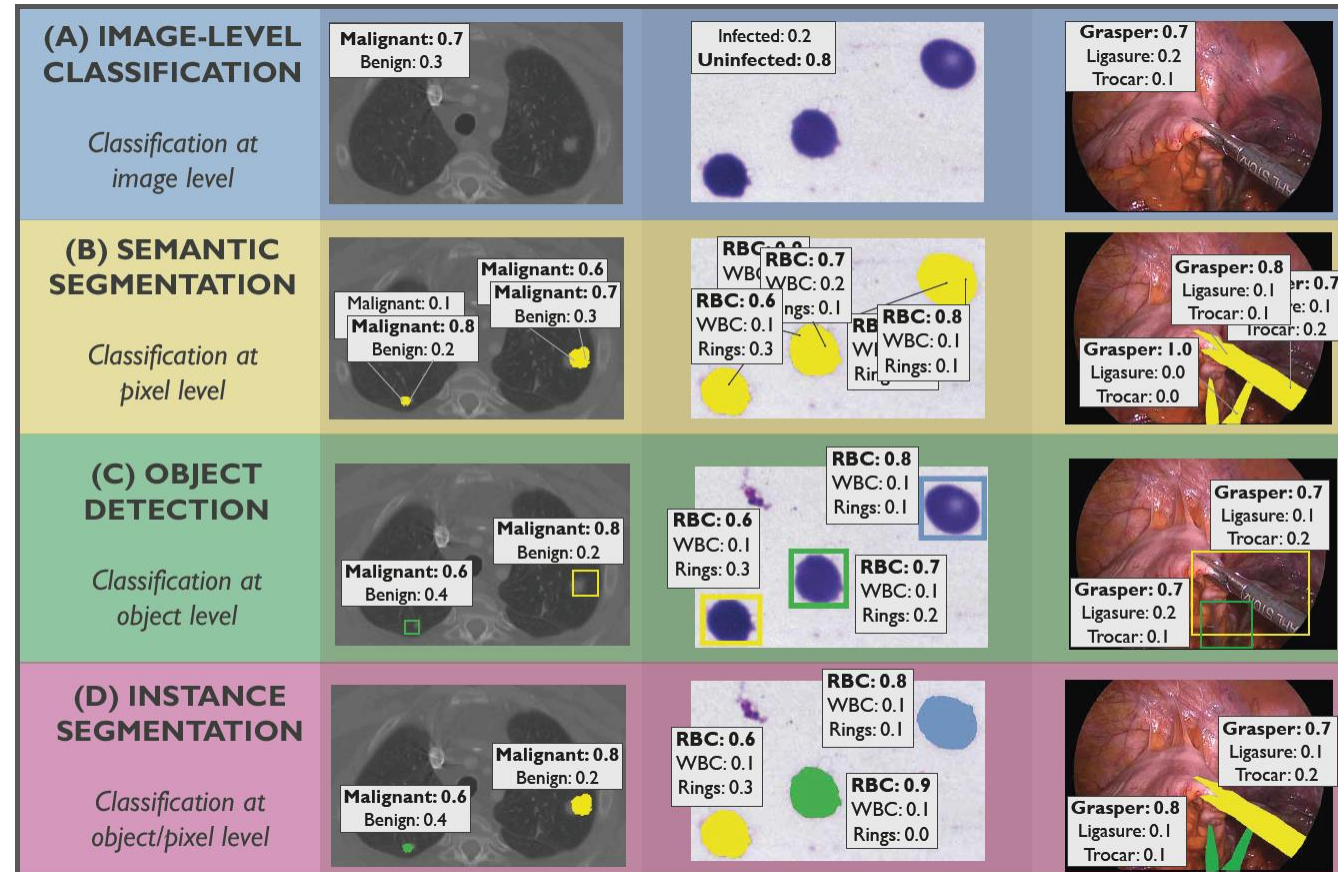 (A) IMAGE-LEVEL
CLASSIFICATION
Classification at
image level
Malignant: 0.7
Benign: 0.3
Infected: 0.2
Uninfected: 0.8
Grasper: 0.7
Ligasure: 0.2
Trocar: 0.1
(B) SEMANTIC
SEGMENTATION
Classification at
pixel level
Malignant: 0.6
Malignant: 0.7
Benign: 0.3
Malignant: 0.1
Malignant: 0.8
Benign: 0.2
RBC: 0.7
WBC: 0.2
RBC: 0.6
WBC: 0.1
Rings: 0.3
RBC: 0.8
WBC: 0.1
Rings: 0.1
Grasper: 0.8
Ligasure: 0.1
Trocar: 0.1
Trocar: 0.2
Grasper: 1.0
Ligasure: 0.0
Trocar: 0.0
(C) OBJECT
DETECTION
Classification at
object level
Malignant: 0.8
Benign: 0.2
Malignant: 0.6
Benign: 0.4
RBC: 0.8
WBC: 0.1
Rings: 0.1
RBC: 0.6
WBC: 0.1
Rings: 0.3
RBC: 0.7
WBC: 0.1
Rings: 0.2
Grasper: 0.7
Ligasure: 0.1
Trocar: 0.2
Grasper: 0.7
Ligasure: 0.2
Trocar: 0.1
(D) INSTANCE
SEGMENTATION
Classification at
object/pixel level
Malignant: 0.8
Benign: 0.2
Malignant: 0.6
Benign: 0.4
RBC: 0.8
WBC: 0.1
Rings: 0.1
RBC: 0.6
WBC: 0.1
Rings: 0.3
RBC: 0.9
WBC: 0.1
Rings: 0.0
Grasper: 0.7
Ligasure: 0.1
Trocar: 0.2
Grasper: 0.8
Ligasure: 0.1
Trocar: 0.1